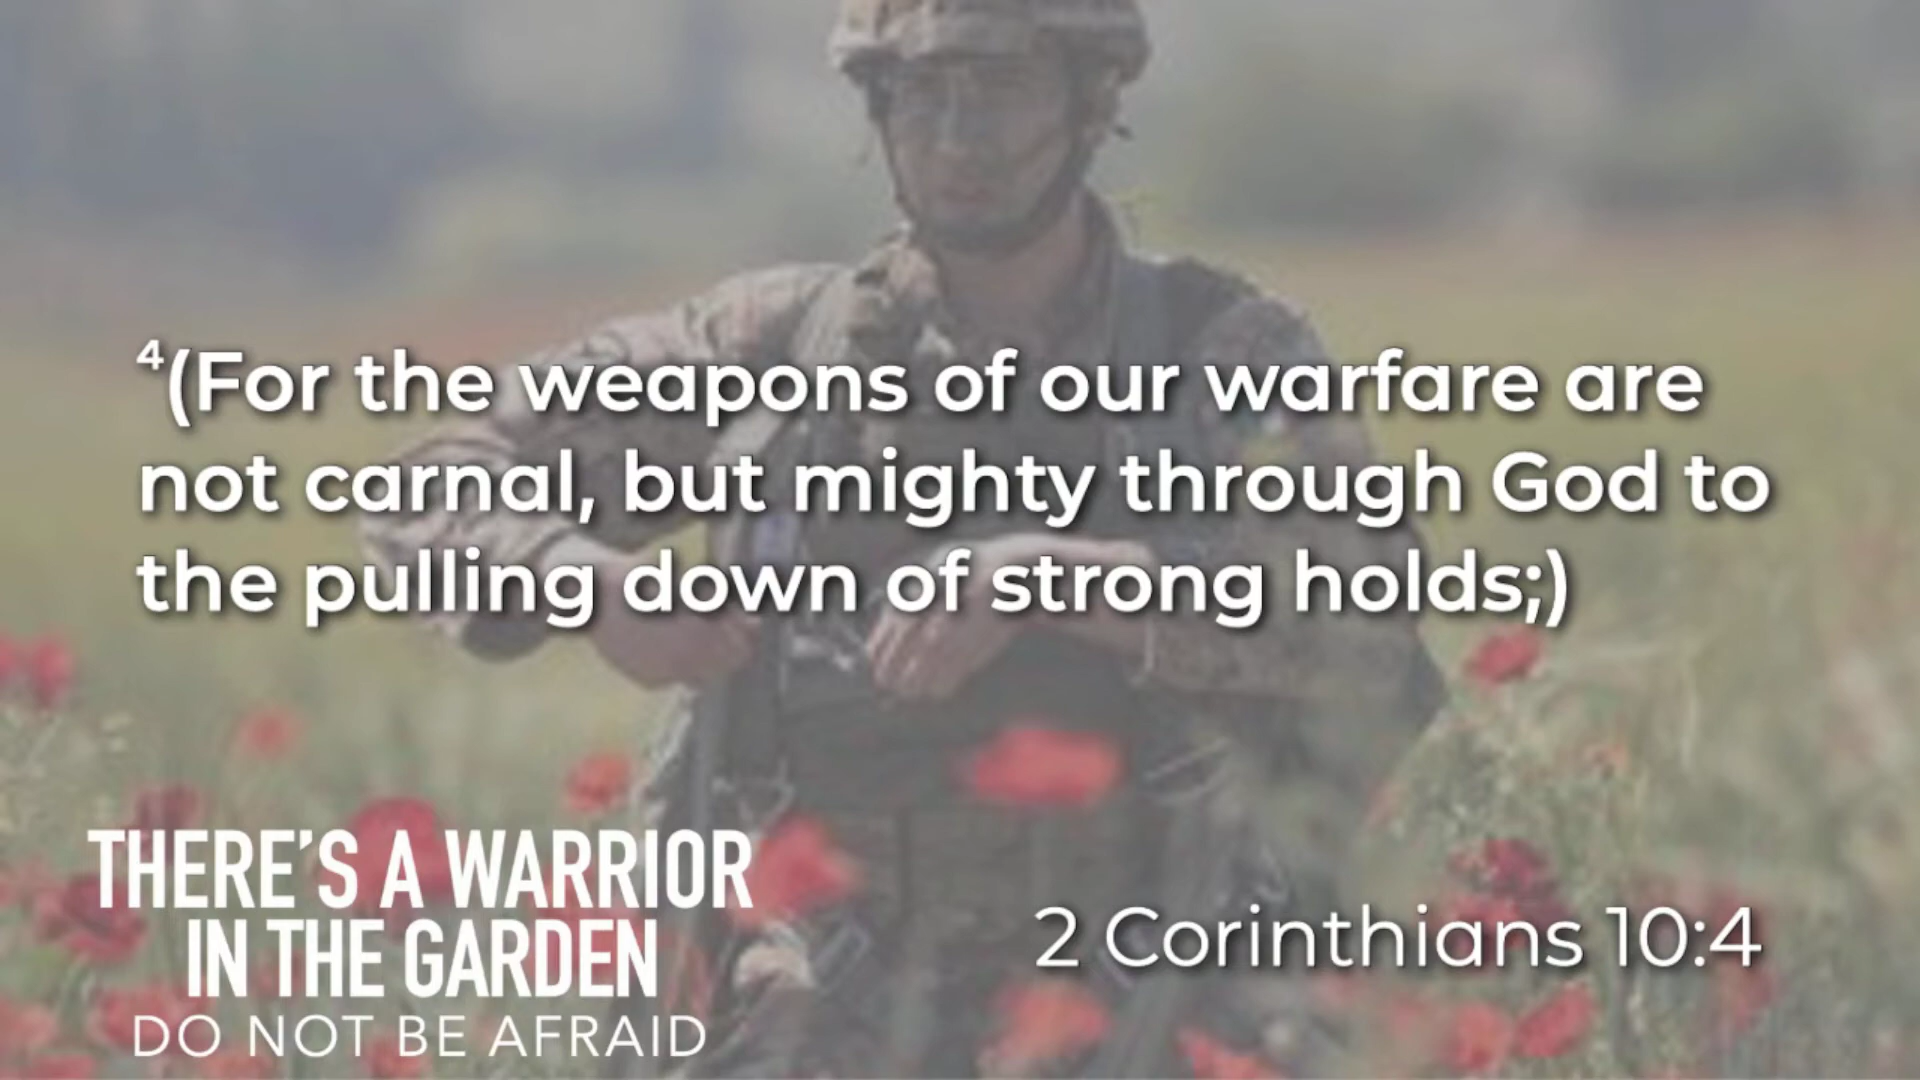 ⁴(For the weapons of our warfare are
not carnal, but mighty through God to
the pulling down of strong holds;)
THERE’S A WARRIOR
IN THE GARDEN
DO NOT BE AFRAID
2 Corinthians 10:4